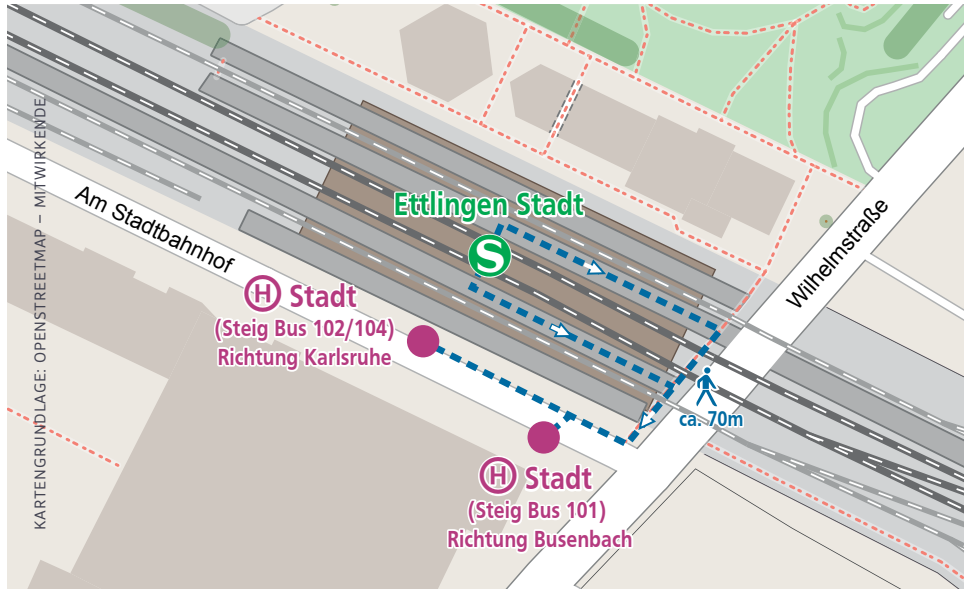 KARTENGRUNDLAGE: OPENSTREETMAP – MITWIRKENDE
Am Stadtbahnhof
Ettlingen Stadt
S
Wilhelmstraße
H Stadt
(Steig Bus 102/104)
Richtung Karlsruhe
ca. 70m
H Stadt
(Steig Bus 101)
Richtung Busenbach